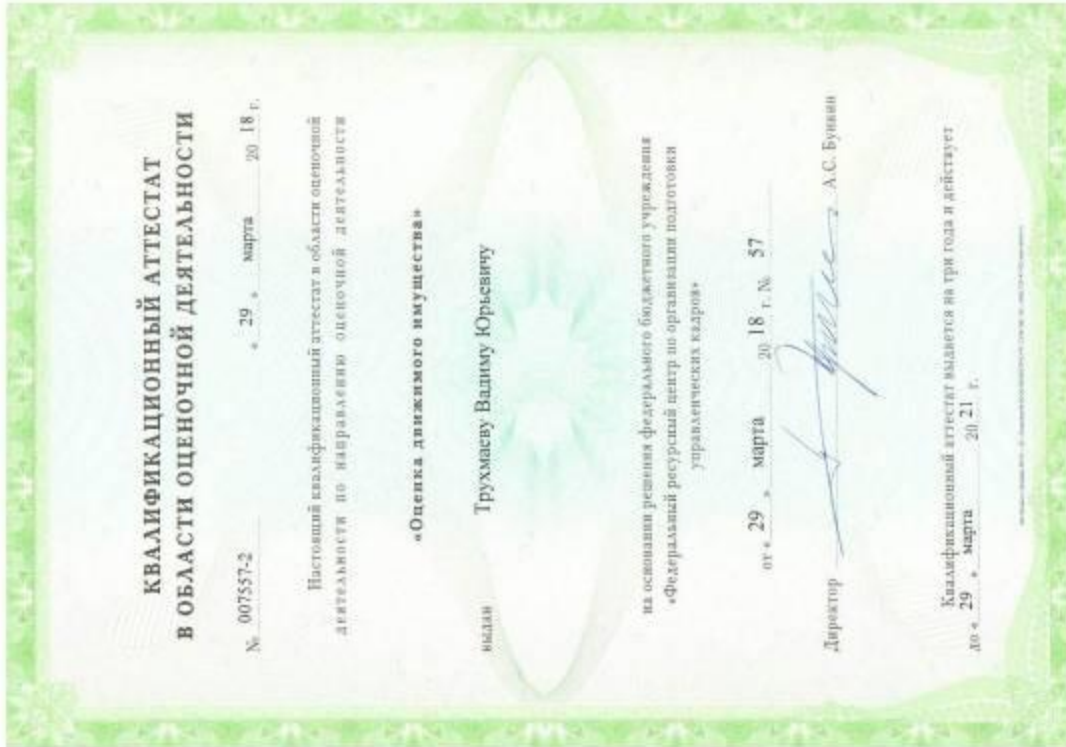 КВАЛИФИКАЦИОННЫЙ АТТЕСТАТ
В ОБЛАСТИ ОЦЕНОЧНОЙ ДЕЯТЕЛЬНОСТИ
№ 007557-2 « 29 » марта 20 18 г.
Настоящий квалификационный аттестат в области оценочной
деятельности по направлению оценочной деятельности
«Оценка движимого имущества»
выдан Трухмаеву Вадиму Юрьевичу
на основании решения федерального бюджетного учреждения
«Федеральный ресурсный центр по организации подготовки
управленческих кадров»
от « 29 » марта 20 18 г. № 57
Директор А.С. Бункин
Квалификационный аттестат выдается на три года и действует
до « 29 » марта 20 21 г.